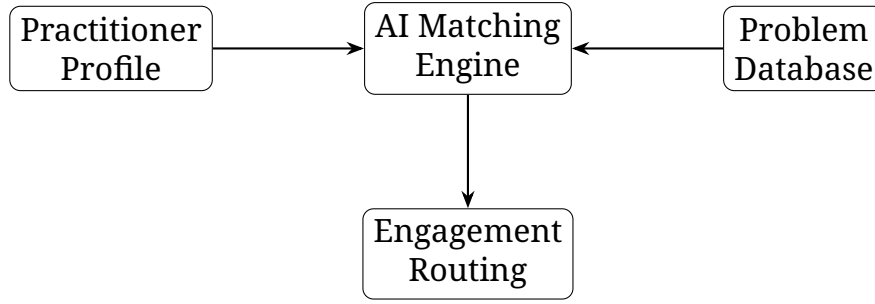 Practitioner
Profile
AI Matching
Engine
Problem
Database
Engagement
Routing